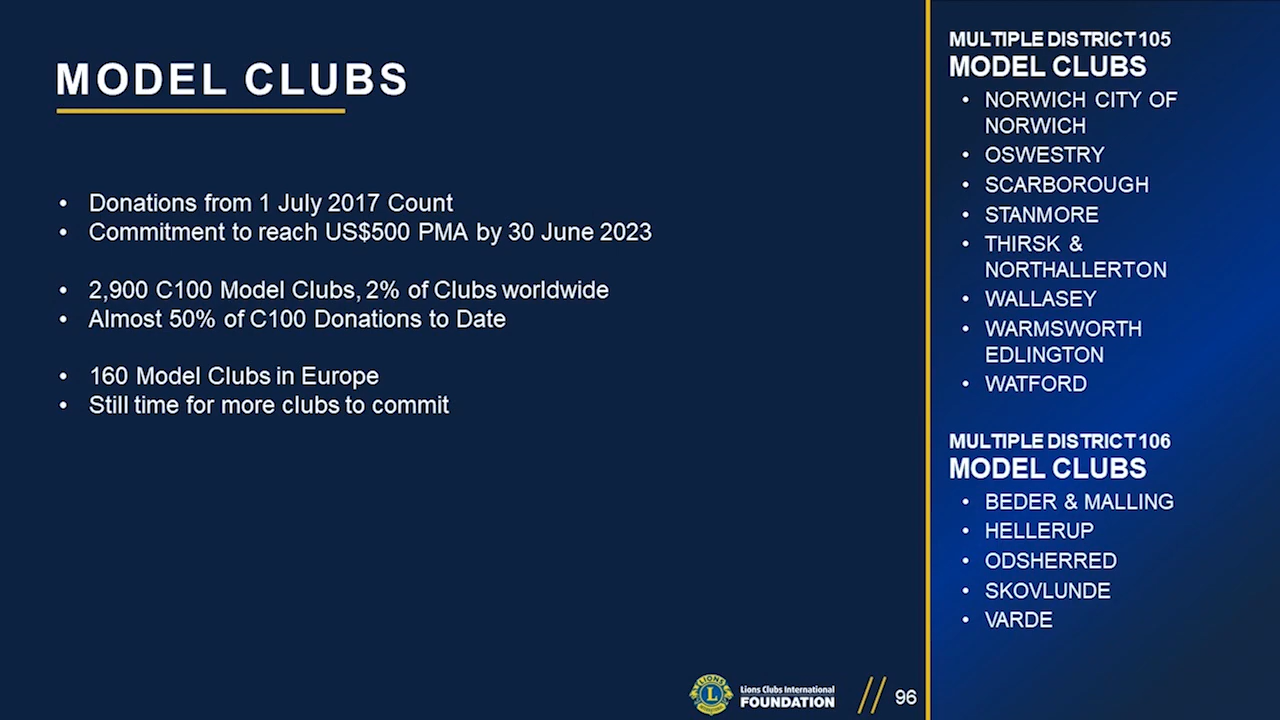 MODEL CLUBS
• Donations from 1 July 2017 Count
• Commitment to reach US$500 PMA by 30 June 2023
• 2,900 C100 Model Clubs, 2% of Clubs worldwide
• Almost 50% of C100 Donations to Date
• 160 Model Clubs in Europe
• Still time for more clubs to commit
MULTIPLE DISTRICT 105
MODEL CLUBS
• NORWICH CITY OF
NORWICH
• OSWESTRY
• SCARBOROUGH
• STANMORE
• THIRSK &
NORTHALLERTON
• WALLASEY
• WARMSWORTH
EDLINGTON
• WATFORD
MULTIPLE DISTRICT 106
MODEL CLUBS
• BEDER & MALLING
• HELLERUP
• ODSHERRED
• SKOVLUNDE
• VARDE
LIONS
L
INTERNATIONAL
Lions Clubs International
FOUNDATION
// 96